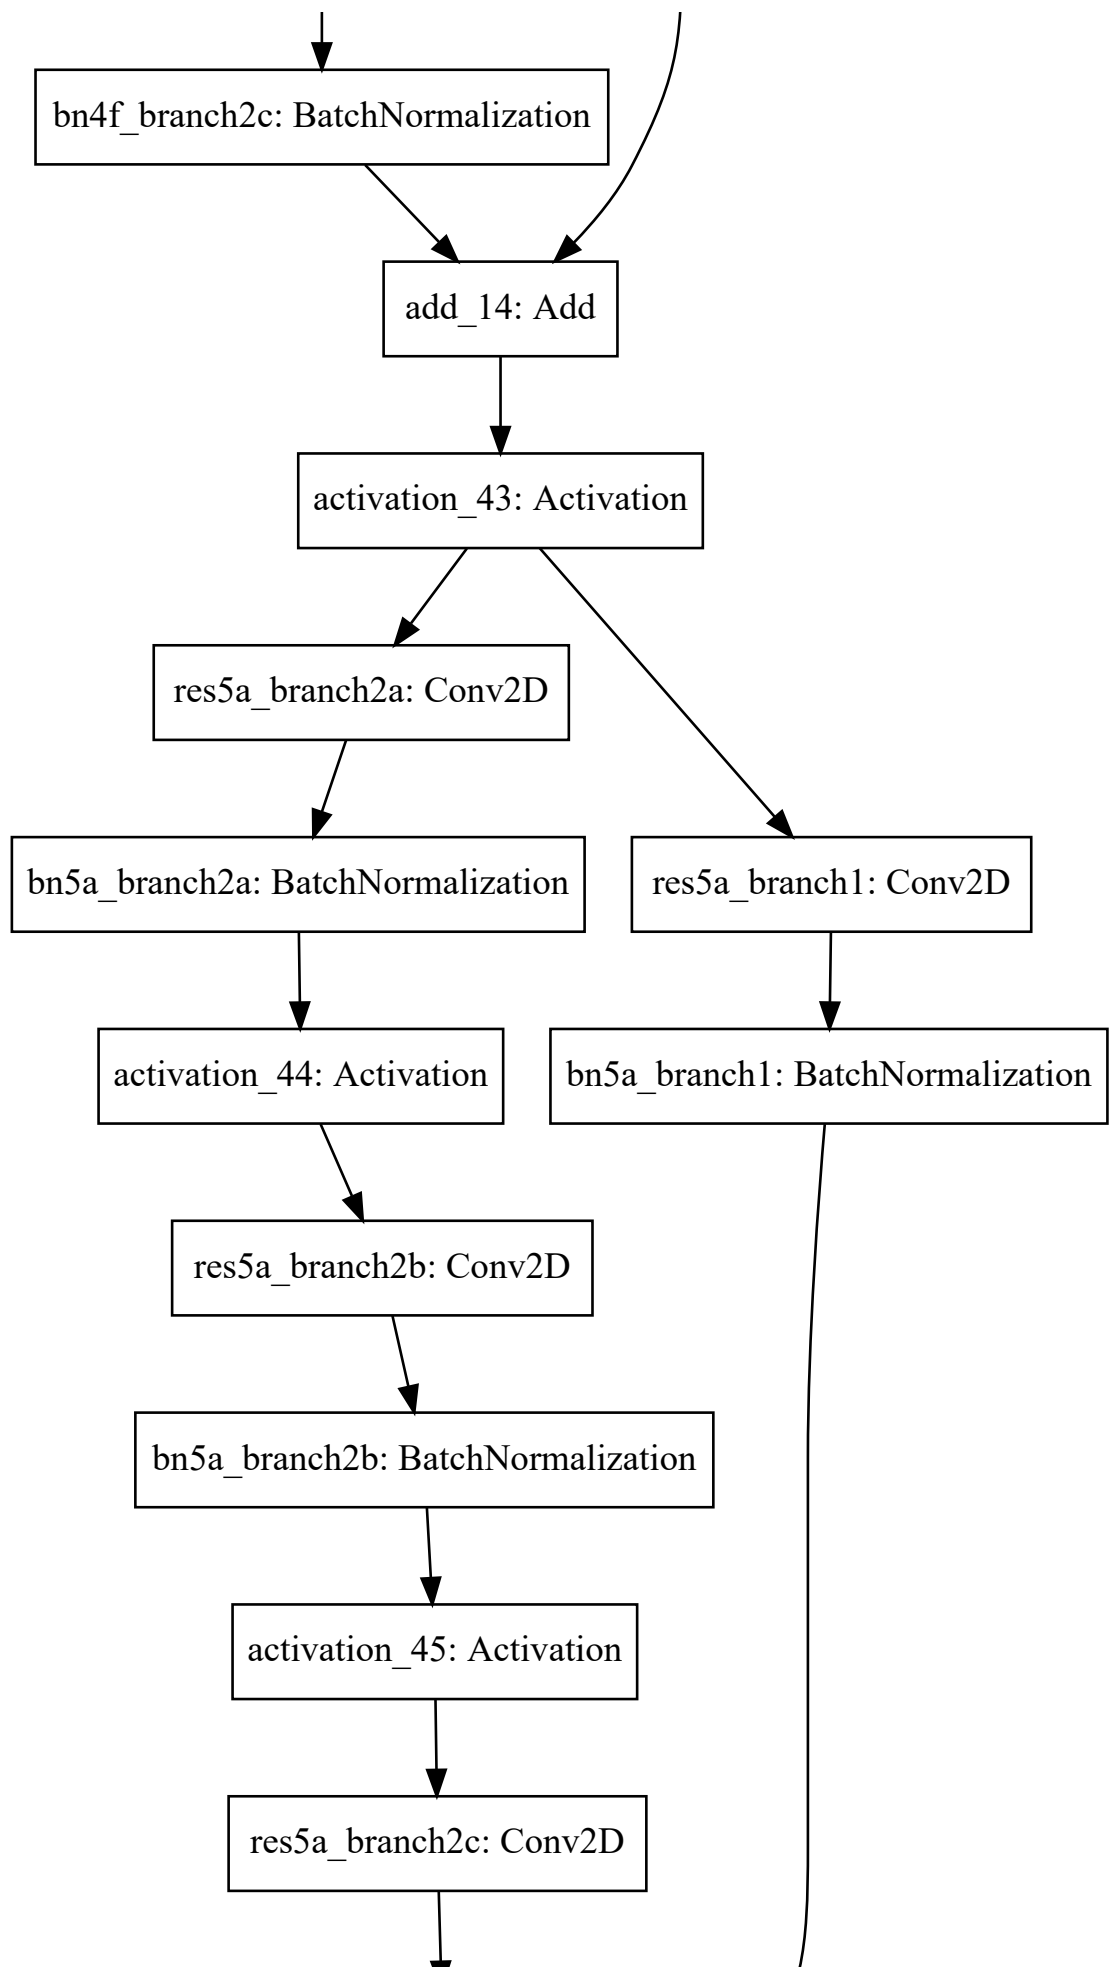 bn4f_branch2c: BatchNormalization
add_14: Add
activation_43: Activation
res5a_branch2a: Conv2D
bn5a_branch2a: BatchNormalization
res5a_branch1: Conv2D
activation_44: Activation
bn5a_branch1: BatchNormalization
res5a_branch2b: Conv2D
bn5a_branch2b: BatchNormalization
activation_45: Activation
res5a_branch2c: Conv2D